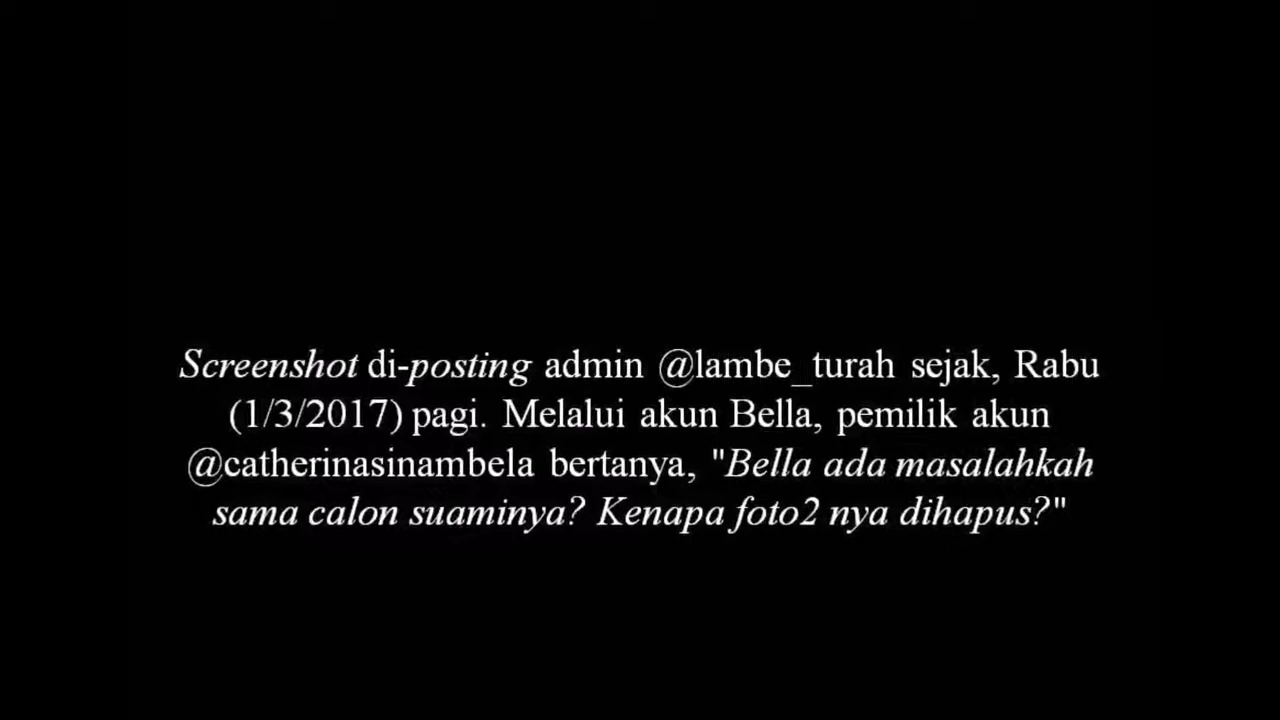 Screenshot di-posting admin @lambe_turah sejak, Rabu
(1/3/2017) pagi. Melalui akun Bella, pemilik akun
@catherinasinambela bertanya, "Bella ada masalahkah
sama calon suaminya? Kenapa foto2 nya dihapus?"